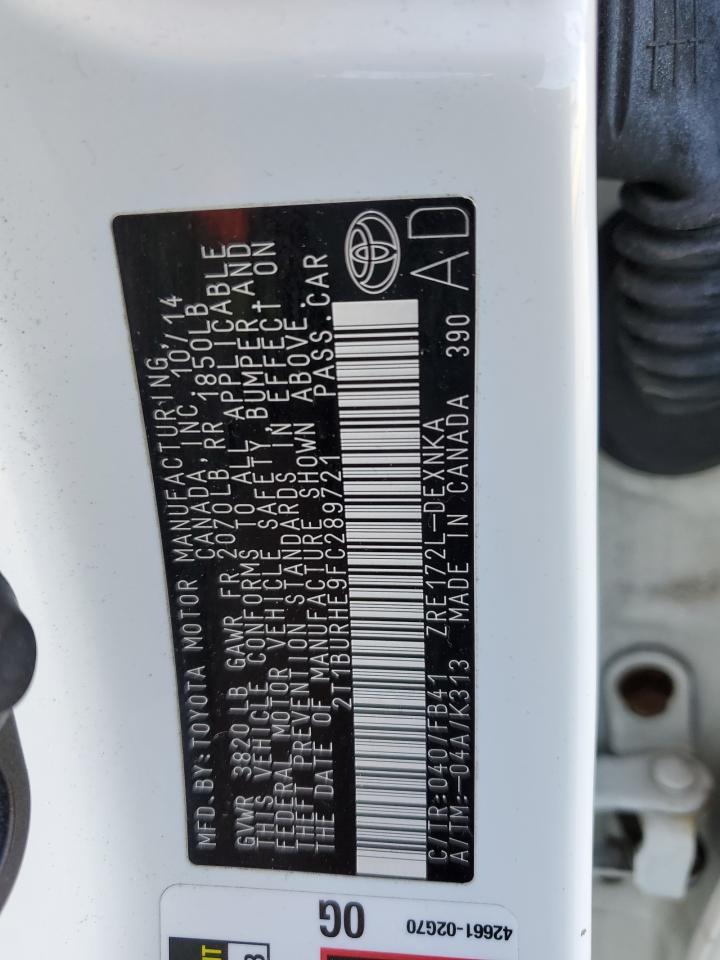 MFD. BY: TOYOTA MOTOR MANUFACTURING,
CANADA, INC. 10/14
GVWR 3820 LB GAWR FR 2070LB, RR 1850LB
THIS VEHICLE CONFORMS TO ALL APPLICABLE
FEDERAL MOTOR VEHICLE SAFETY, BUMPER, AND
THEFT PREVENTION STANDARDS IN EFFECT ON
THE DATE OF MANUFACTURE SHOWN ABOVE.
2T1BURHE9FC289721 PASS.CAR
C/TR:040/FB41 ZRE172L-DEXNKA
A/TM:-04A/K313 MADE IN CANADA 390
AD
OG
42661-02G70